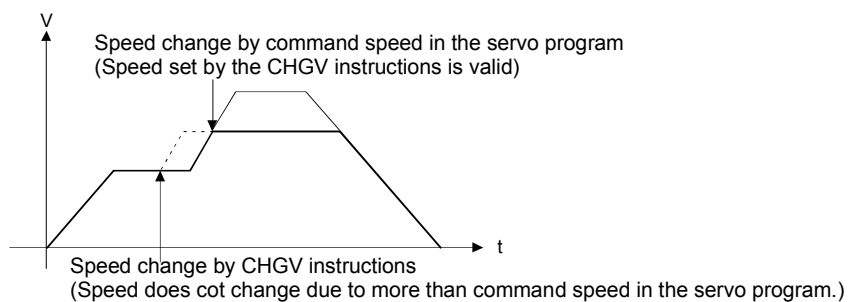 V
Speed change by command speed in the servo program
(Speed set by the CHGV instructions is valid)
t
Speed change by CHGV instructions
(Speed does cot change due to more than command speed in the servo program.)